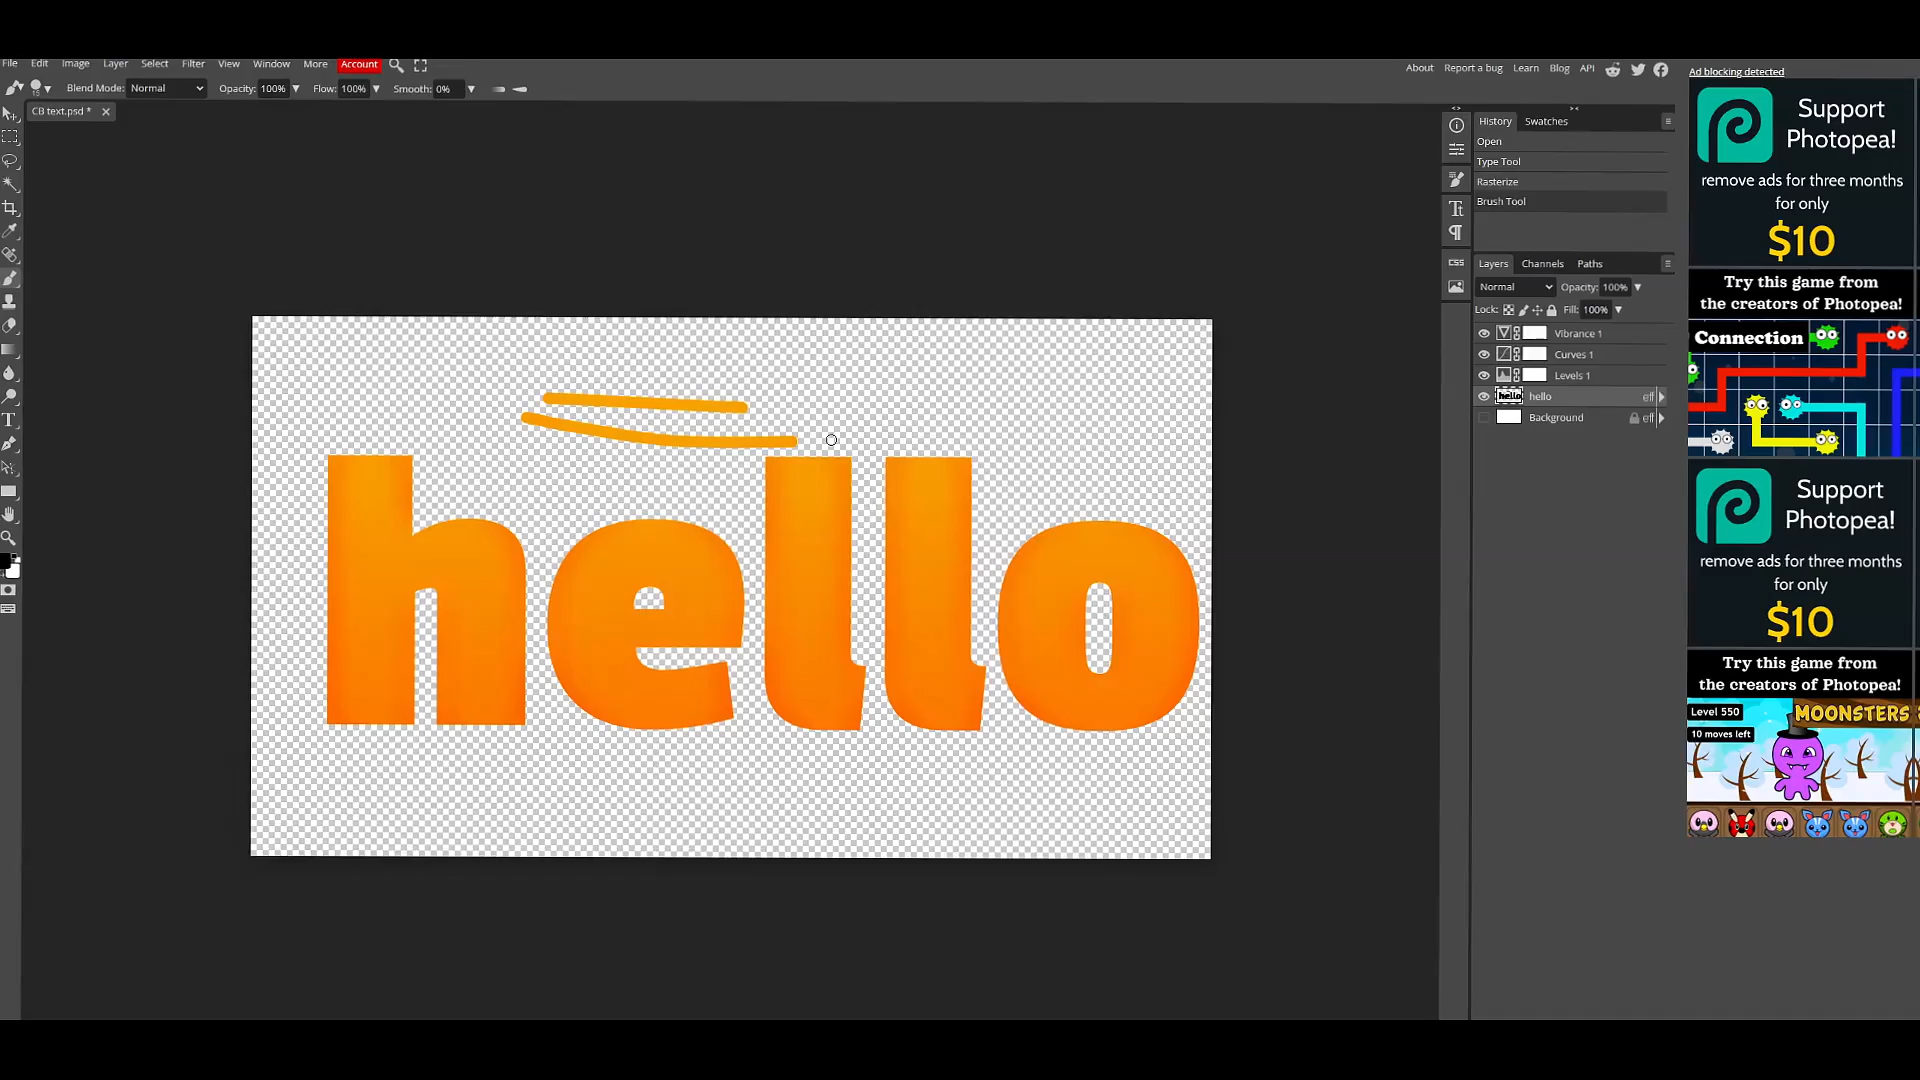 File Edit Image Layer Select Filter View Window More Account
About Report a bug Learn Blog API
Ad blocking detected
15 Blend Mode: Normal Opacity: 100% Flow: 100% Smooth: 0%
CB text.psd *
hello
CSS
History Swatches
Open
Type Tool
Rasterize
Brush Tool
Layers Channels Paths
Normal Opacity: 100%
Lock: Fill: 100%
Vibrance 1
Curves 1
Levels 1
hello hello eff
Background eff
Support
Photopea!
remove ads for three months
for only
$10
Try this game from
the creators of Photopea!
Connection
Support
Photopea!
remove ads for three months
for only
$10
Try this game from
the creators of Photopea!
Level 550
MOONSTERS
10 moves left